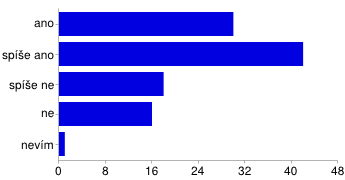 ano
spíše ano
spíše ne
ne
nevím
0 8 16 24 32 40 48